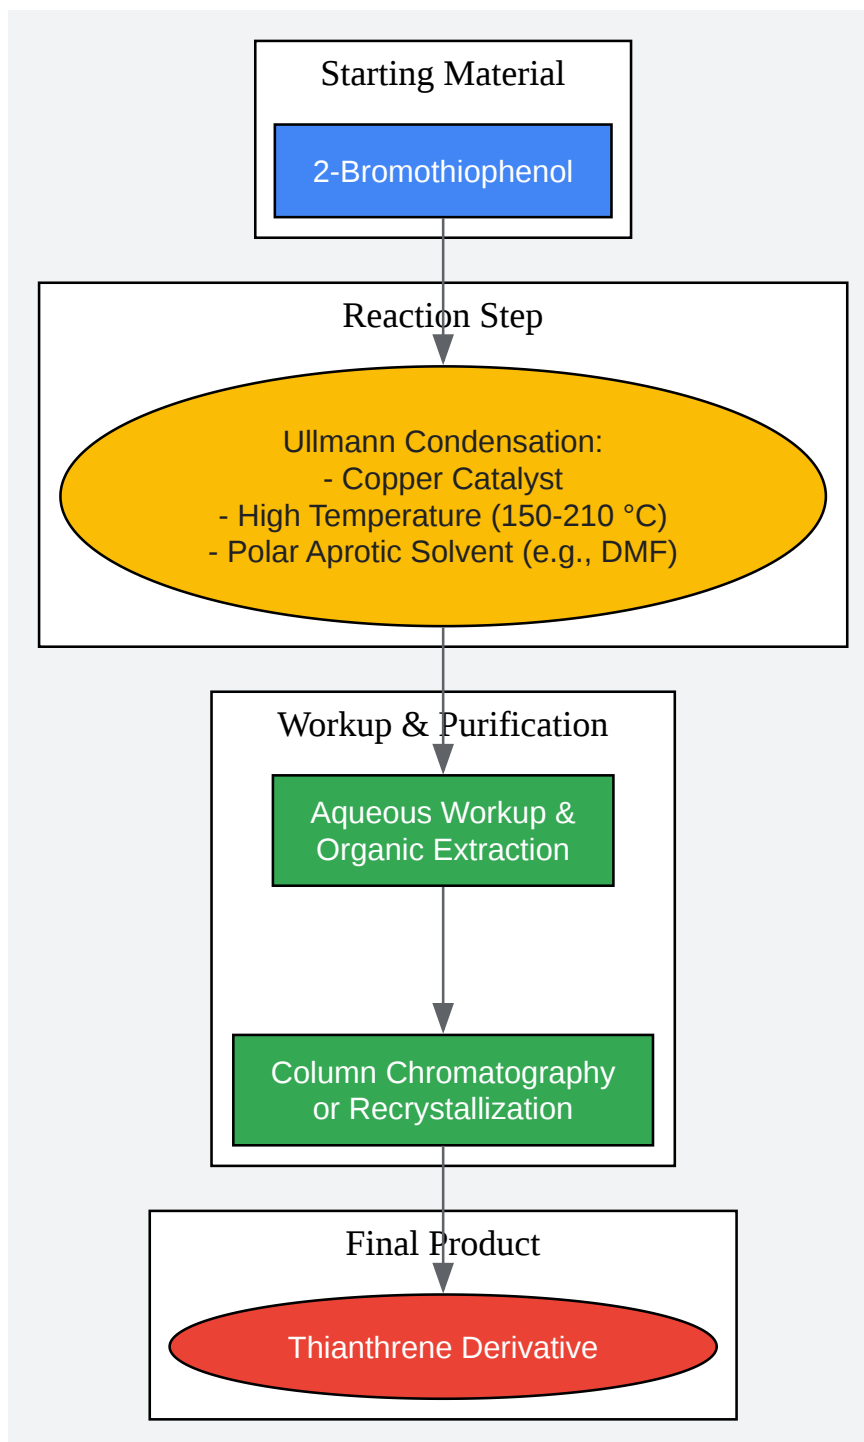 Starting Material
2-Bromothiophenol
Reaction Step
Ullmann Condensation:
- Copper Catalyst
- High Temperature (150-210 °C)
- Polar Aprotic Solvent (e.g., DMF)
Workup & Purification
Aqueous Workup &
Organic Extraction
Column Chromatography
or Recrystallization
Final Product
Thianthrene Derivative